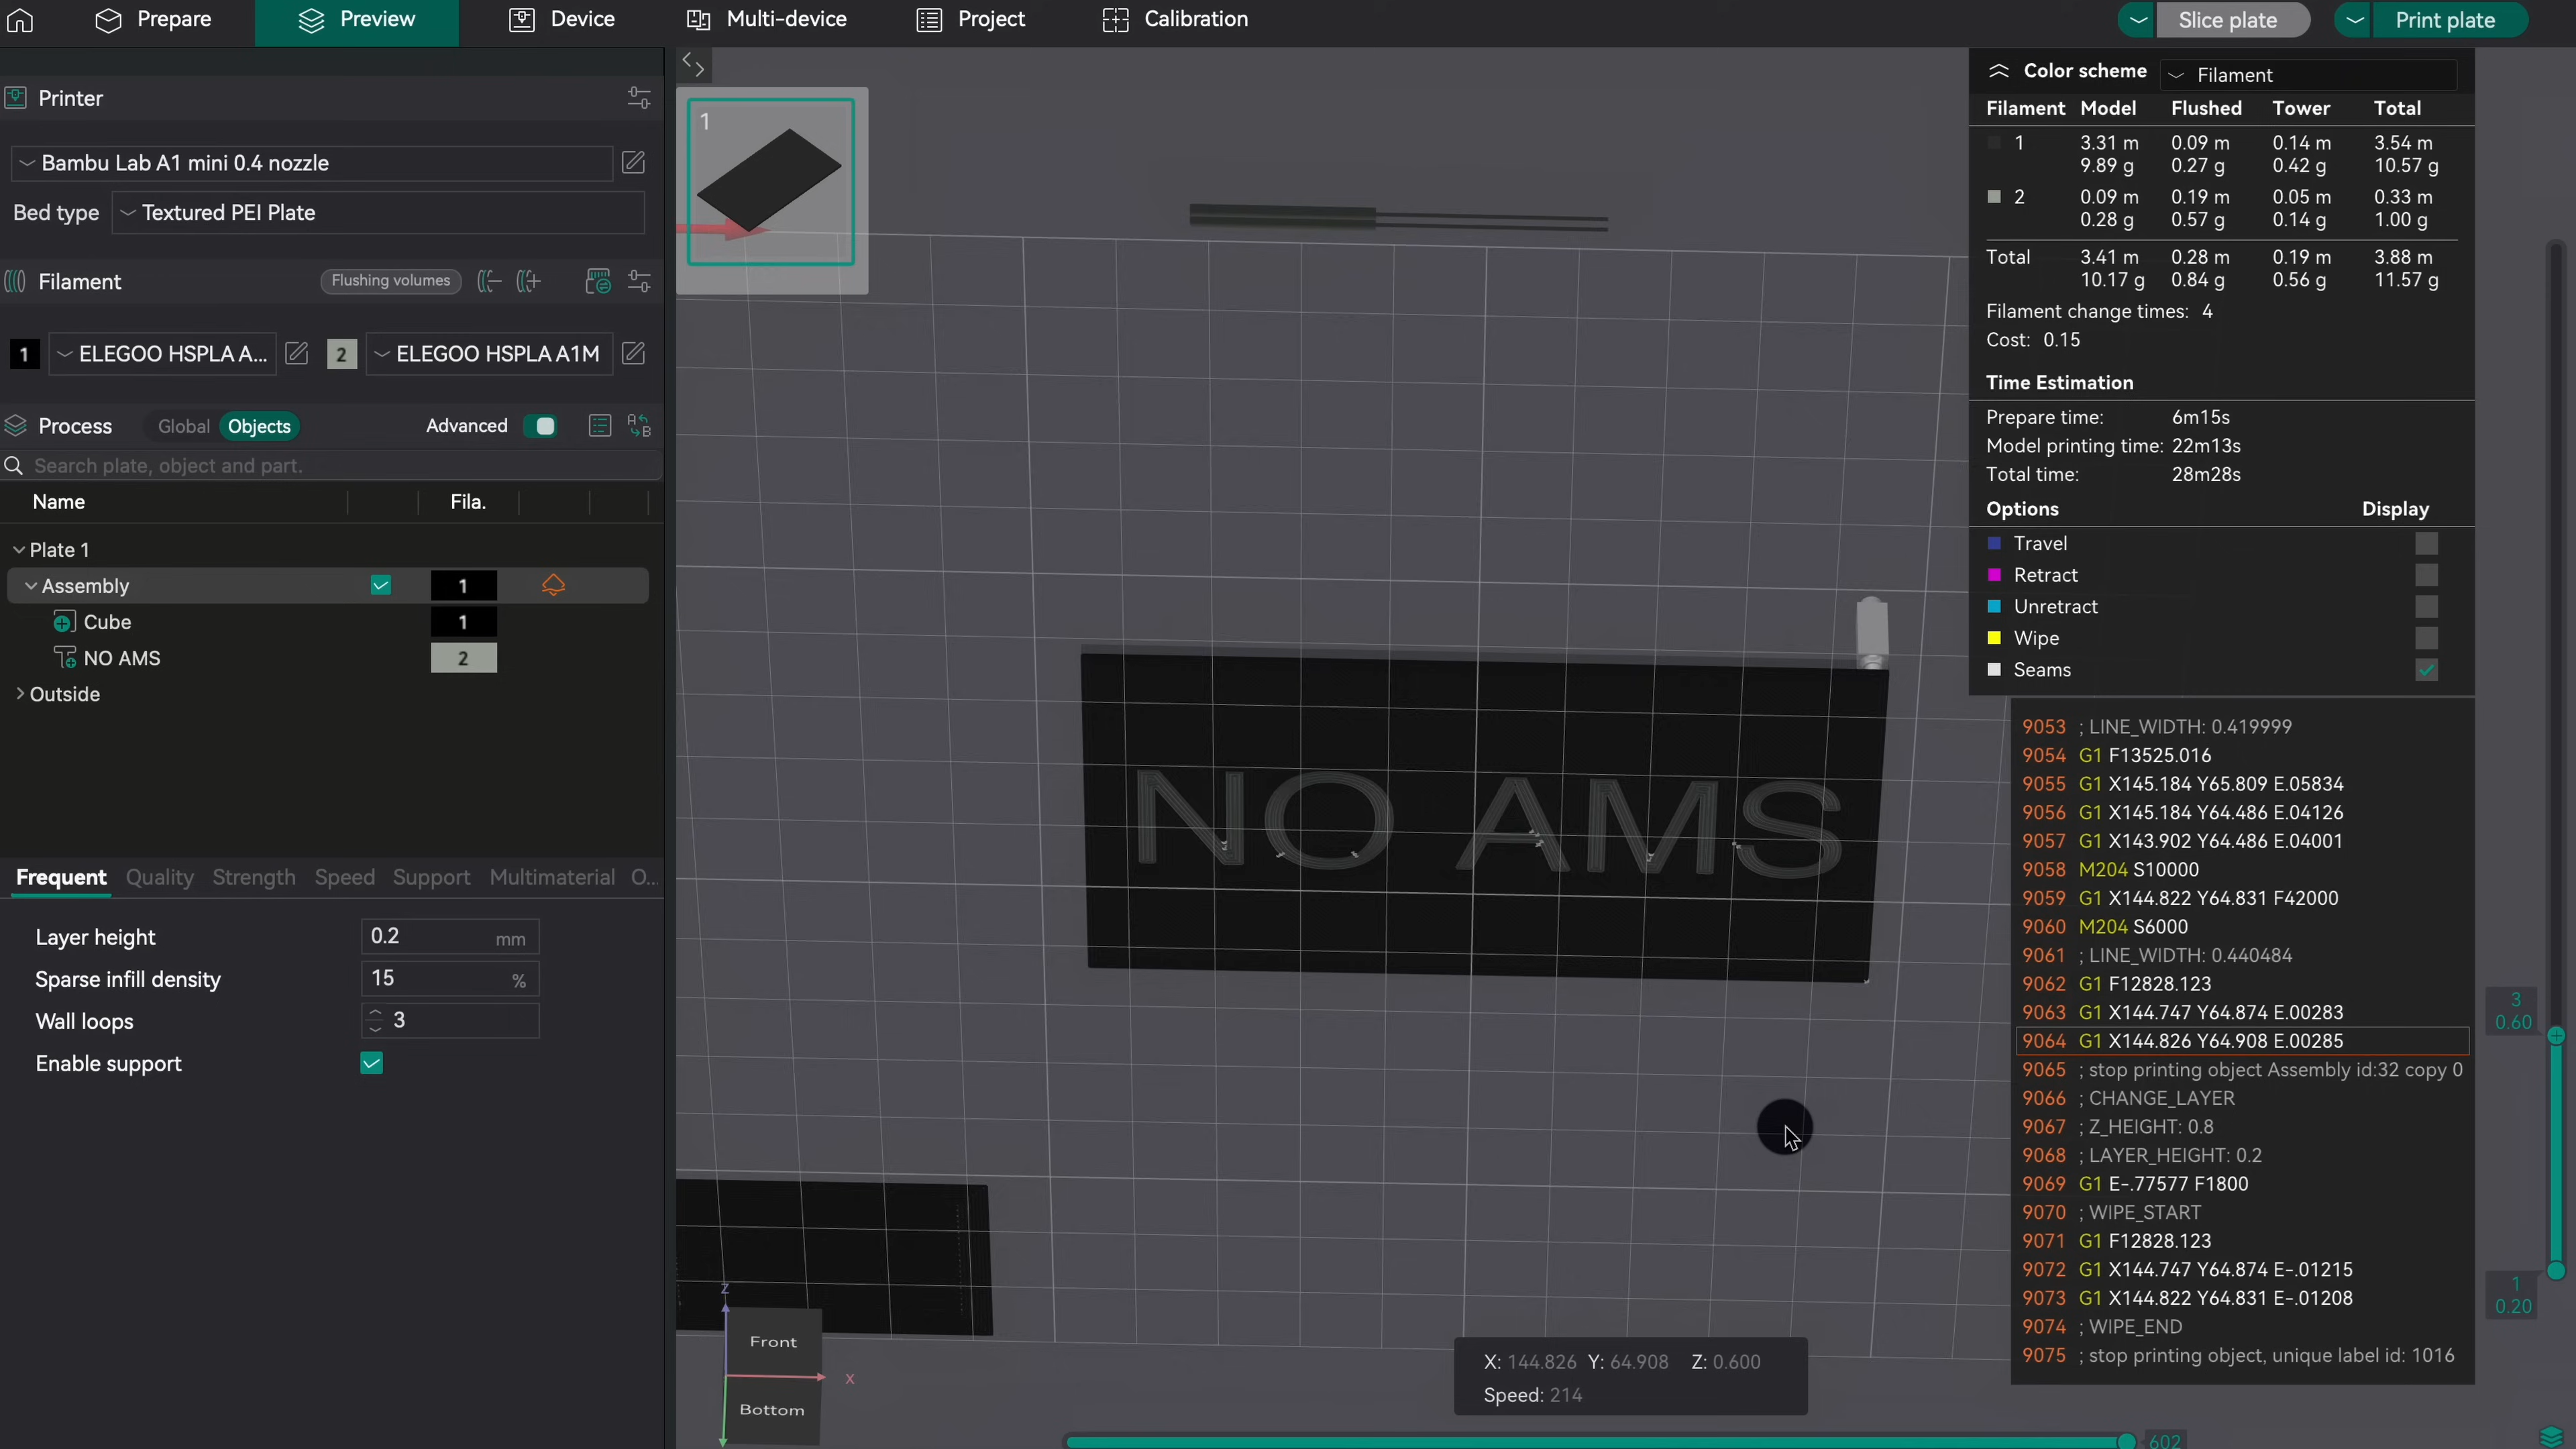 Prepare
Preview
Device
Multi-device
Project
Calibration
Slice plate
Print plate
Printer
Bambu Lab A1 mini 0.4 nozzle
Bed type
Textured PEI Plate
Filament
Flushing volumes
1
ELEGOO HSPLA A...
2
ELEGOO HSPLA A1M
Process
Global
Objects
Advanced
Search plate, object and part.
Name
Fila.
Plate 1
Assembly
1
Cube
1
NO AMS
2
Outside
Frequent
Quality
Strength
Speed
Support
Multimaterial
O...
Layer height
0.2
mm
Sparse infill density
15
%
Wall loops
3
Enable support
1
NO AMS
z
Front
x
Bottom
X: 144.826 Y: 64.908 Z: 0.600
Speed: 214
602
Color scheme
Filament
Filament Model Flushed Tower Total
1 3.31 m 0.09 m 0.14 m 3.54 m
9.89 g 0.27 g 0.42 g 10.57 g
2 0.09 m 0.19 m 0.05 m 0.33 m
0.28 g 0.57 g 0.14 g 1.00 g
Total 3.41 m 0.28 m 0.19 m 3.88 m
10.17 g 0.84 g 0.56 g 11.57 g
Filament change times: 4
Cost: 0.15
Time Estimation
Prepare time: 6m15s
Model printing time: 22m13s
Total time: 28m28s
Options Display
Travel
Retract
Unretract
Wipe
Seams
9053 ; LINE_WIDTH: 0.419999
9054 G1 F13525.016
9055 G1 X145.184 Y65.809 E.05834
9056 G1 X145.184 Y64.486 E.04126
9057 G1 X143.902 Y64.486 E.04001
9058 M204 S10000
9059 G1 X144.822 Y64.831 F42000
9060 M204 S6000
9061 ; LINE_WIDTH: 0.440484
9062 G1 F12828.123
9063 G1 X144.747 Y64.874 E.00283
9064 G1 X144.826 Y64.908 E.00285
9065 ; stop printing object Assembly id:32 copy 0
9066 ; CHANGE_LAYER
9067 ; Z_HEIGHT: 0.8
9068 ; LAYER_HEIGHT: 0.2
9069 G1 E-.77577 F1800
9070 ; WIPE_START
9071 G1 F12828.123
9072 G1 X144.747 Y64.874 E-.01215
9073 G1 X144.822 Y64.831 E-.01208
9074 ; WIPE_END
9075 ; stop printing object, unique label id: 1016
3
0.60
1
0.20